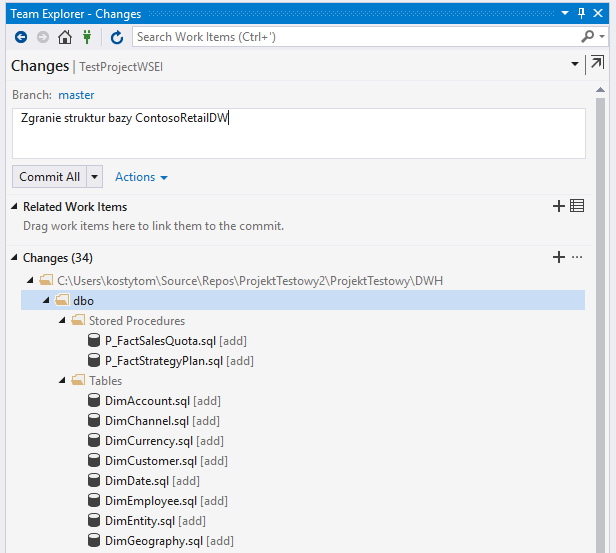 Team Explorer - Changes
Search Work Items (Ctrl+')
Changes | TestProjectWSEI
Branch: master
Zgranie struktur bazy ContosoRetailDW
Commit All Actions
Related Work Items
Drag work items here to link them to the commit.
Changes (34)
C:\Users\kostytom\Source\Repos\ProjektTestowy2\ProjektTestowy\DWH
dbo
Stored Procedures
P_FactSalesQuota.sql [add]
P_FactStrategyPlan.sql [add]
Tables
DimAccount.sql [add]
DimChannel.sql [add]
DimCurrency.sql [add]
DimCustomer.sql [add]
DimDate.sql [add]
DimEmployee.sql [add]
DimEntity.sql [add]
DimGeography.sql [add]